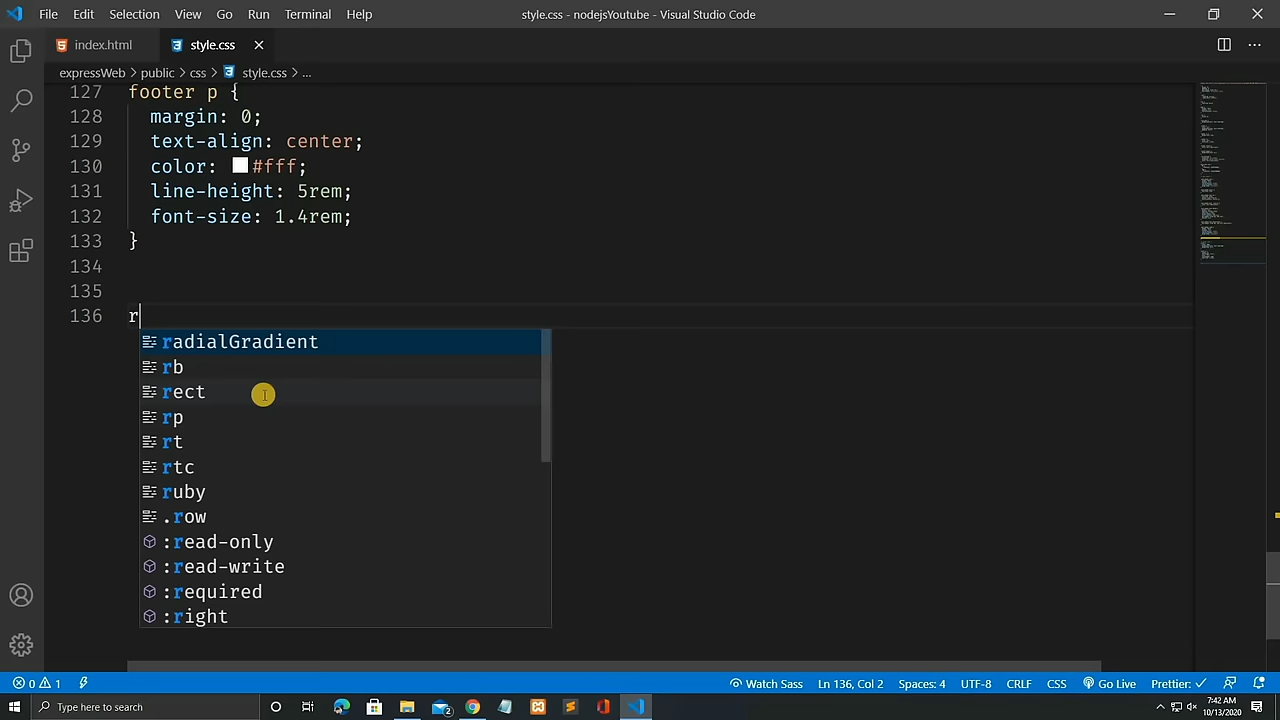 File Edit Selection View Go Run Terminal Help style.css - nodejsYoutube - Visual Studio Code
index.html style.css
expressWeb > public > css > style.css > ...
127 footer p {
128 margin: 0;
129 text-align: center;
130 color: #fff;
131 line-height: 5rem;
132 font-size: 1.4rem;
133 }
134
135
136 r
radialGradient
rb
rect
rp
rt
rtc
ruby
.row
:read-only
:read-write
:required
:right
0 1 Watch Sass Ln 136, Col 2 Spaces: 4 UTF-8 CRLF CSS Go Live Prettier: ✓
Type here to search 2 7:42 AM
10/13/2020